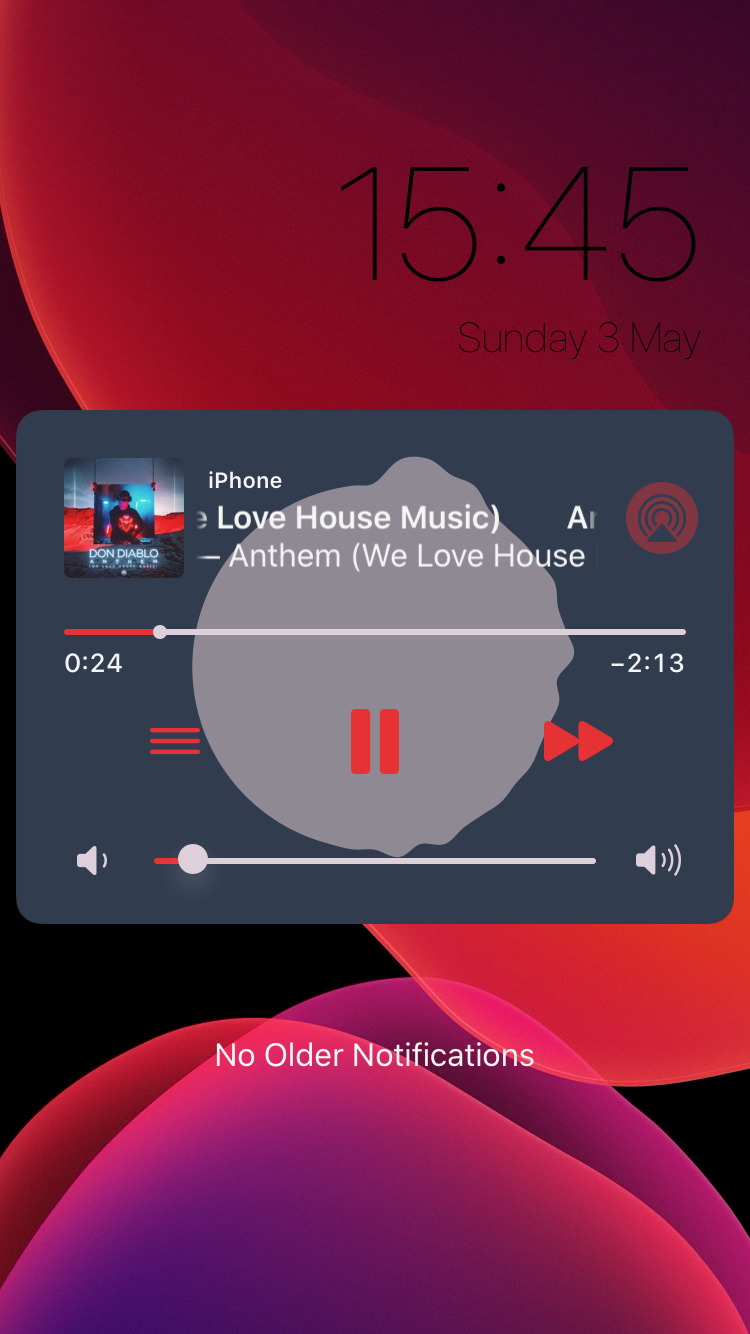 15:45
Sunday 3 May
iPhone
e Love House Music) Ar
— Anthem (We Love House
DON DIABLO
ANTHEM
0:24
−2:13
No Older Notifications